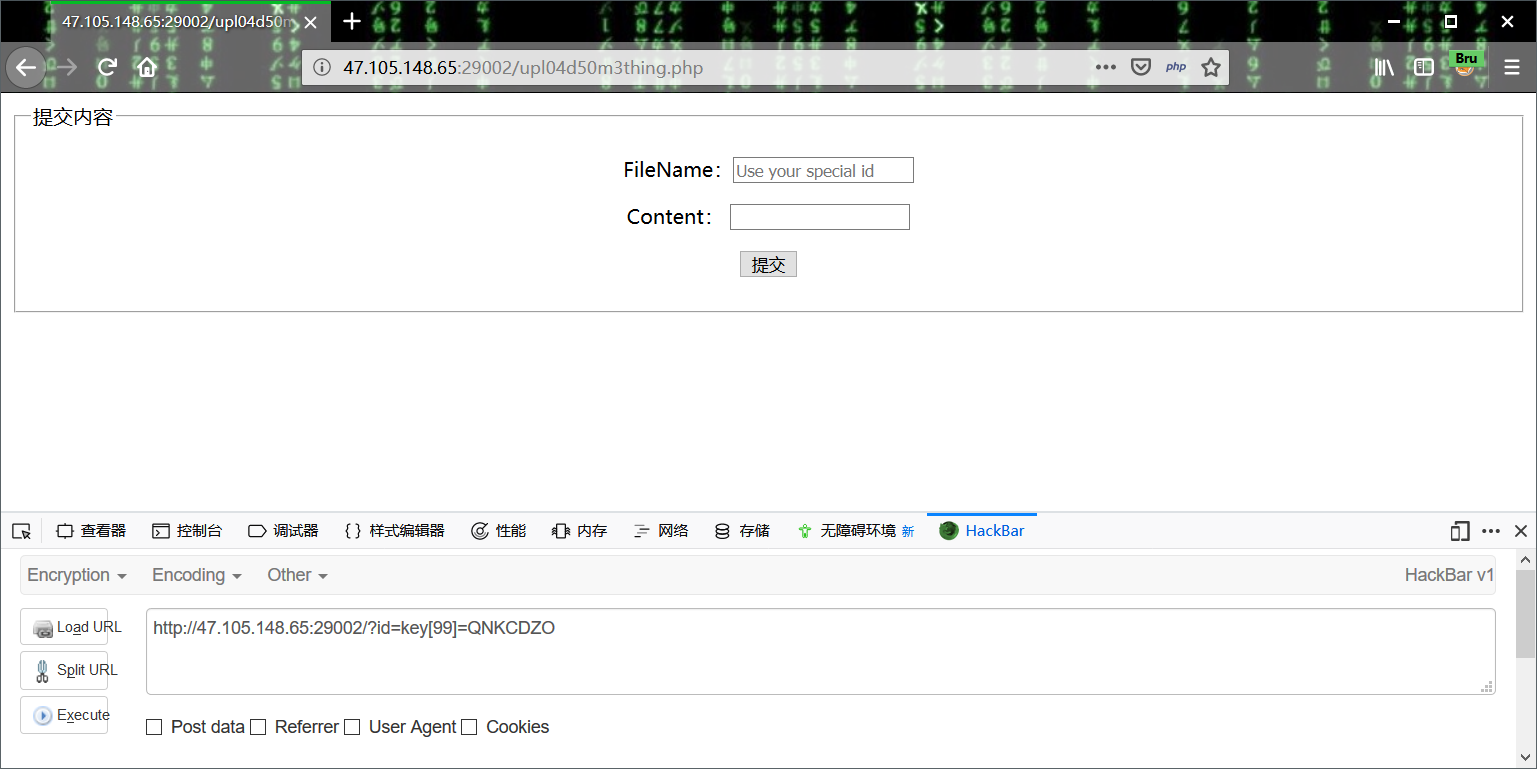 47.105.148.65:29002/upl04d50m
47.105.148.65:29002/upl04d50m3thing.php
php
Bru
提交内容
FileName：
Use your special id
Content：
提交
查看器
控制台
调试器
{ } 样式编辑器
性能
内存
网络
存储
无障碍环境 新
HackBar
Encryption
Encoding
Other
HackBar v1
Load URL
http://47.105.148.65:29002/?id=key[99]=QNKCDZO
Split URL
Execute
Post data
Referrer
User Agent
Cookies